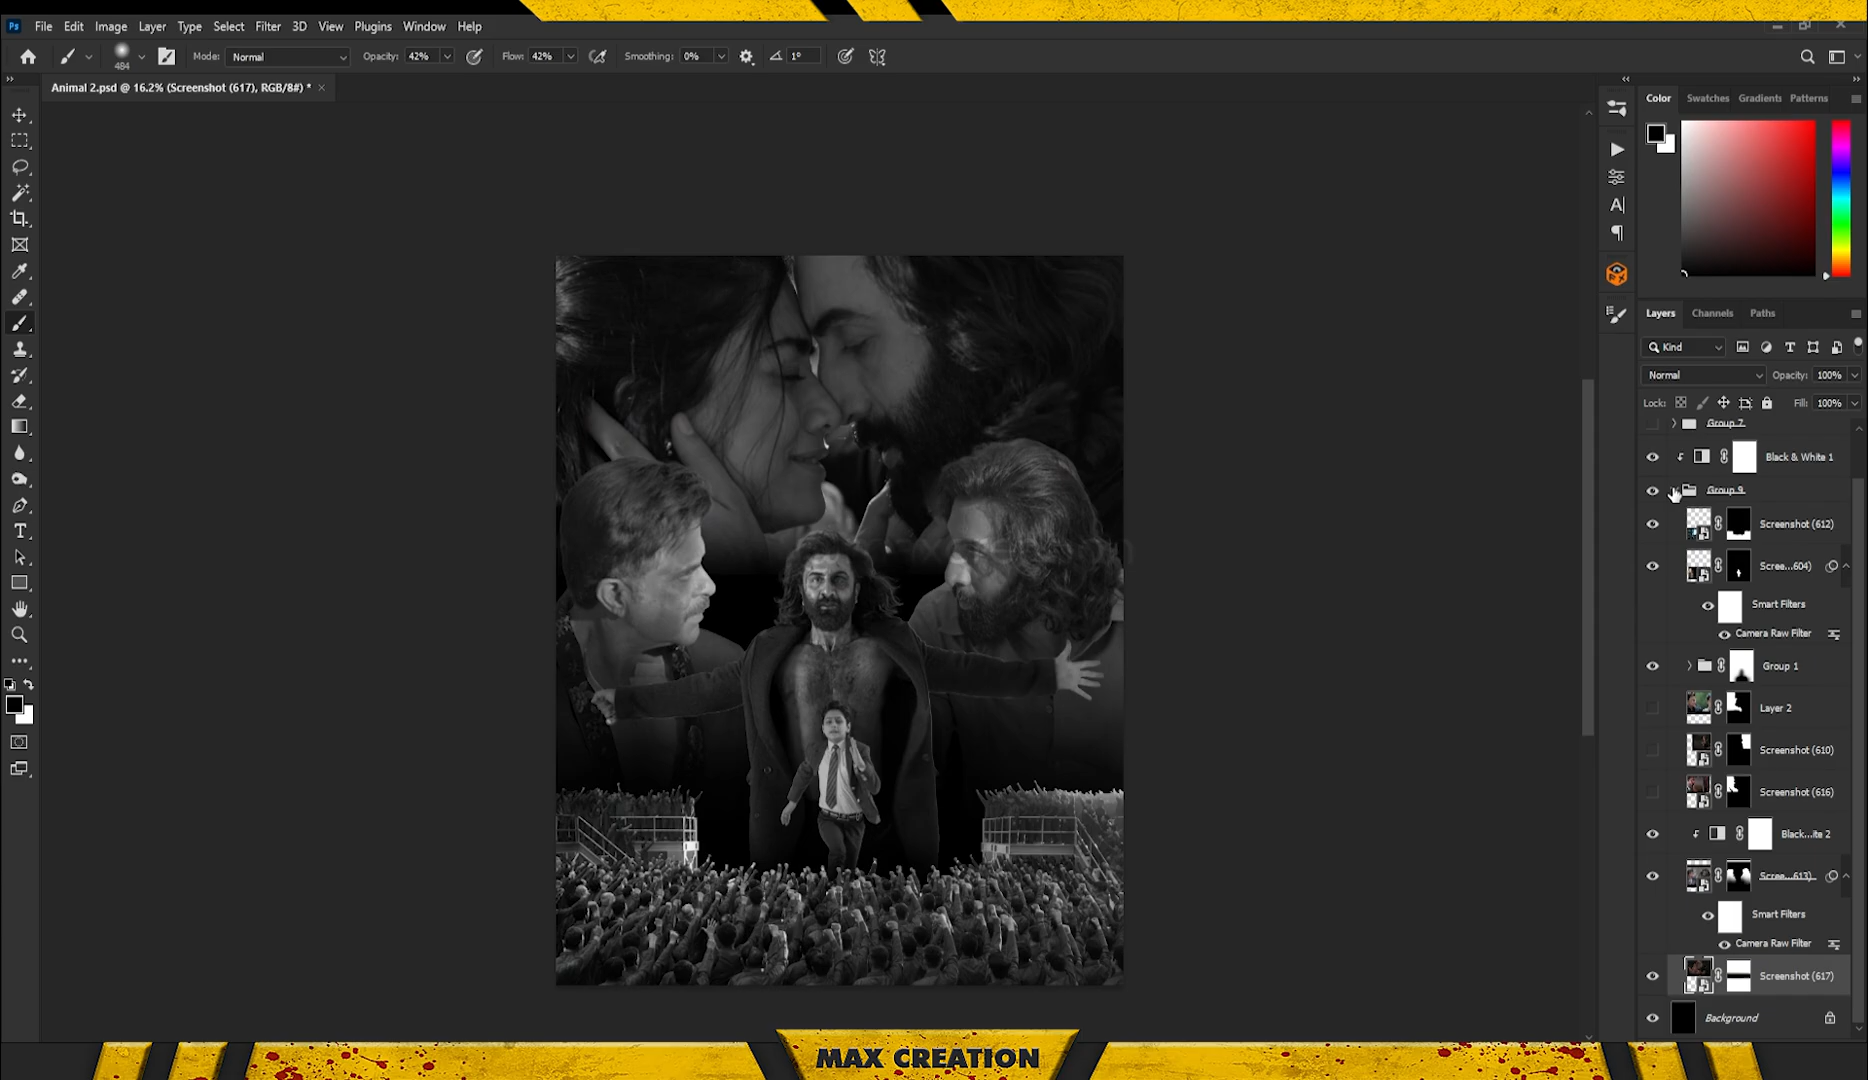 Ps File Edit Image Layer Type Select Filter 3D View Plugins Window Help
484 Mode: Normal Opacity: 42% Flow: 42% Smoothing: 0% 1°
Animal 2.psd @ 16.2% (Screenshot (617), RGB/8#) *
Color Swatches Gradients Patterns
Layers Channels Paths
Kind
Normal Opacity: 100%
Lock: Fill: 100%
Group 7
Black & White 1
Group 9
Screenshot (612)
Scree...604)
Smart Filters
Camera Raw Filter
Group 1
Layer 2
Screenshot (610)
Screenshot (616)
Black...ite 2
Scree...613)
Smart Filters
Camera Raw Filter
Screenshot (617)
Background
MAX CREATION